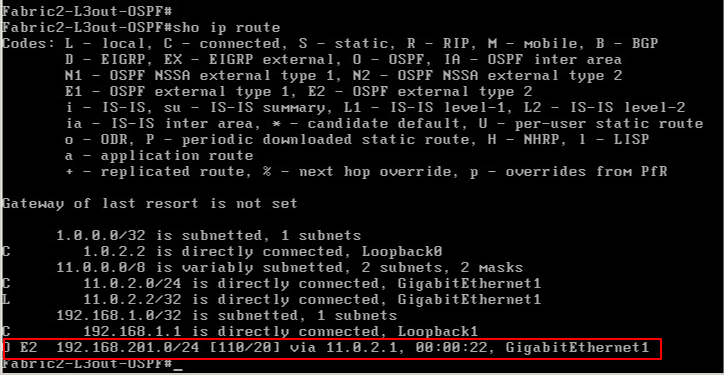 Fabric2-L3out-OSPF#
Fabric2-L3out-OSPF#sho ip route
Codes: L - local, C - connected, S - static, R - RIP, M - mobile, B - BGP
D - EIGRP, EX - EIGRP external, O - OSPF, IA - OSPF inter area
N1 - OSPF NSSA external type 1, N2 - OSPF NSSA external type 2
E1 - OSPF external type 1, E2 - OSPF external type 2
i - IS-IS, su - IS-IS summary, L1 - IS-IS level-1, L2 - IS-IS level-2
ia - IS-IS inter area, * - candidate default, U - per-user static route
o - ODR, P - periodic downloaded static route, H - NHRP, l - LISP
a - application route
+ - replicated route, % - next hop override, p - overrides from PfR
Gateway of last resort is not set
1.0.0.0/32 is subnetted, 1 subnets
C 1.0.2.2 is directly connected, Loopback0
11.0.0.0/8 is variably subnetted, 2 subnets, 2 masks
C 11.0.2.0/24 is directly connected, GigabitEthernet1
L 11.0.2.2/32 is directly connected, GigabitEthernet1
192.168.1.0/32 is subnetted, 1 subnets
C 192.168.1.1 is directly connected, Loopback1
O E2 192.168.201.0/24 [110/20] via 11.0.2.1, 00:00:22, GigabitEthernet1
Fabric2-L3out-OSPF#_